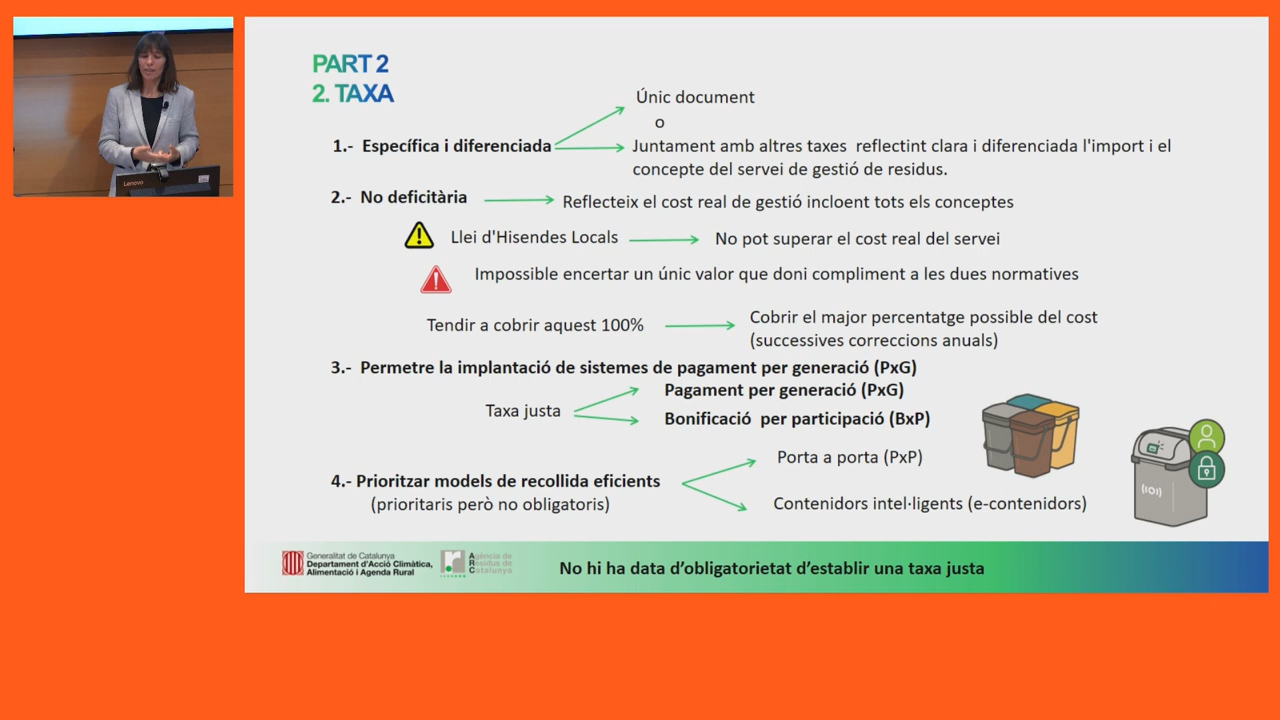 PART 2
2. TAXA
Únic document
o
1.- Específica i diferenciada
Juntament amb altres taxes reflectint clara i diferenciada l'import i el
concepte del servei de gestió de residus.
2.- No deficitària
Reflecteix el cost real de gestió incloent tots els conceptes
Llei d'Hisendes Locals
No pot superar el cost real del servei
Impossible encertar un únic valor que doni compliment a les dues normatives
Tendir a cobrir aquest 100%
Cobrir el major percentatge possible del cost
(successives correccions anuals)
3.- Permetre la implantació de sistemes de pagament per generació (PxG)
Taxa justa
Pagament per generació (PxG)
Bonificació per participació (BxP)
4.- Prioritzar models de recollida eficients
(prioritaris però no obligatoris)
Porta a porta (PxP)
Contenidors intel·ligents (e-contenidors)
Generalitat de Catalunya
Departament d'Acció Climàtica,
Alimentació i Agenda Rural
Agència de
Residus de
Catalunya
No hi ha data d'obligatorietat d'establir una taxa justa
Lenovo